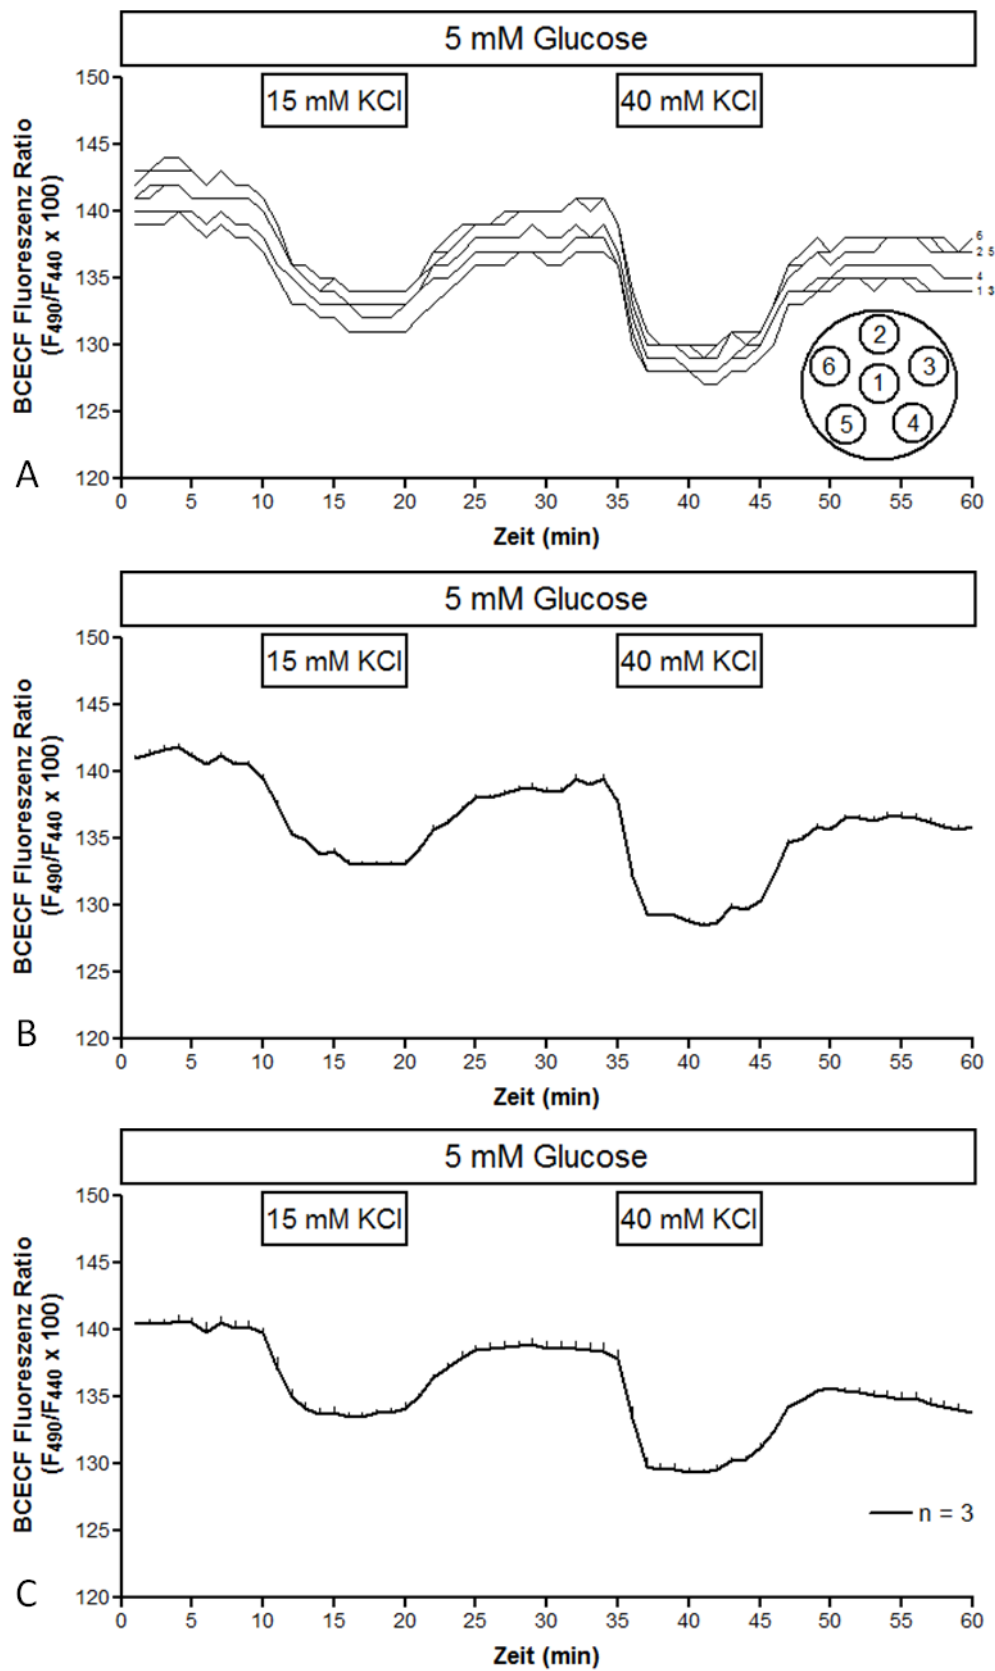 5 mM Glucose
15 mM KCl
40 mM KCl
BCECF Fluoreszenz Ratio
(F490/F440 x 100)
150
145
140
135
130
125
120
6
2 5
4
1 3
2
6
3
1
5
4
A
0 5 10 15 20 25 30 35 40 45 50 55 60
Zeit (min)
5 mM Glucose
15 mM KCl
40 mM KCl
BCECF Fluoreszenz Ratio
(F490/F440 x 100)
150
145
140
135
130
125
120
B
0 5 10 15 20 25 30 35 40 45 50 55 60
Zeit (min)
5 mM Glucose
15 mM KCl
40 mM KCl
BCECF Fluoreszenz Ratio
(F490/F440 x 100)
150
145
140
135
130
125
120
n = 3
C
0 5 10 15 20 25 30 35 40 45 50 55 60
Zeit (min)